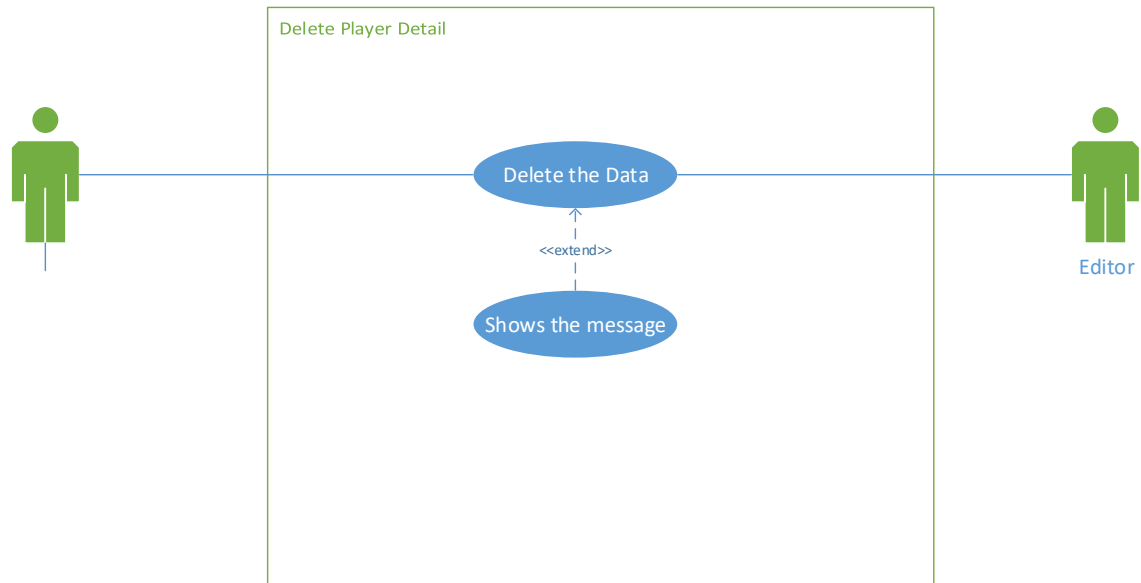 Delete Player Detail
Delete the Data
<<extend>>
Editor
Shows the message